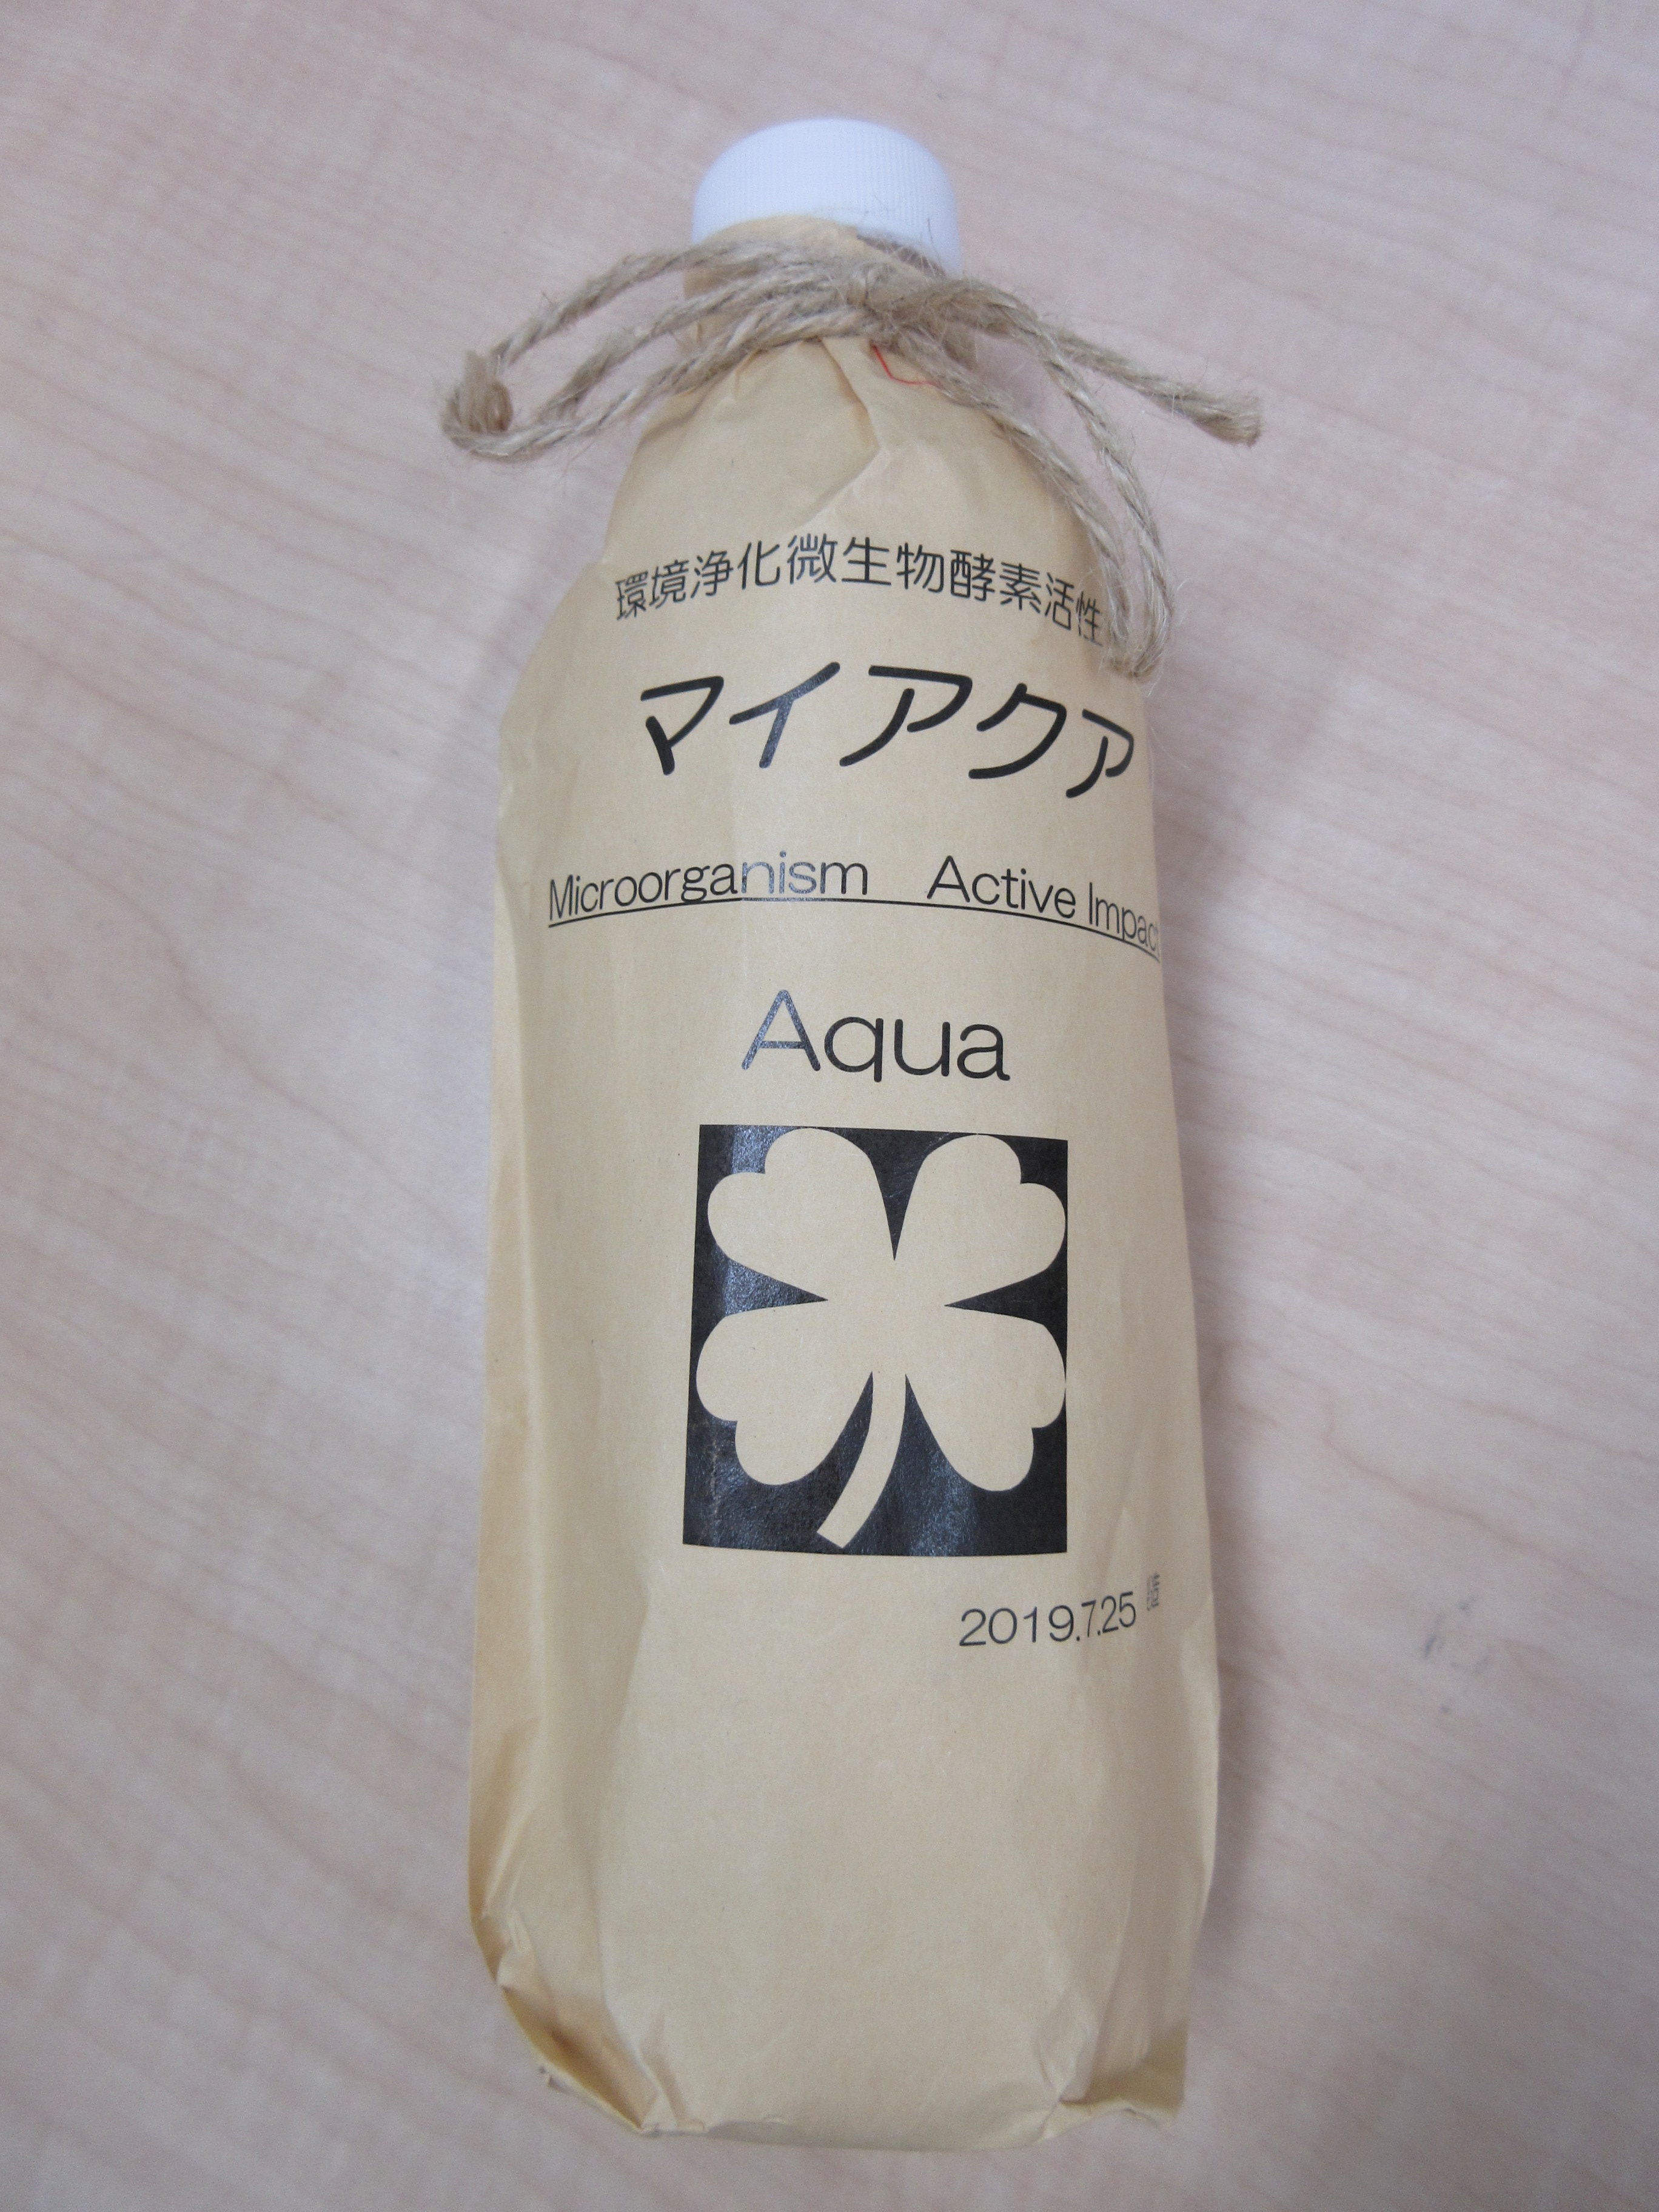 環境浄化微生物酵素活性
マイアクア
Microorganism Active Impact
Aqua
2019.7.25